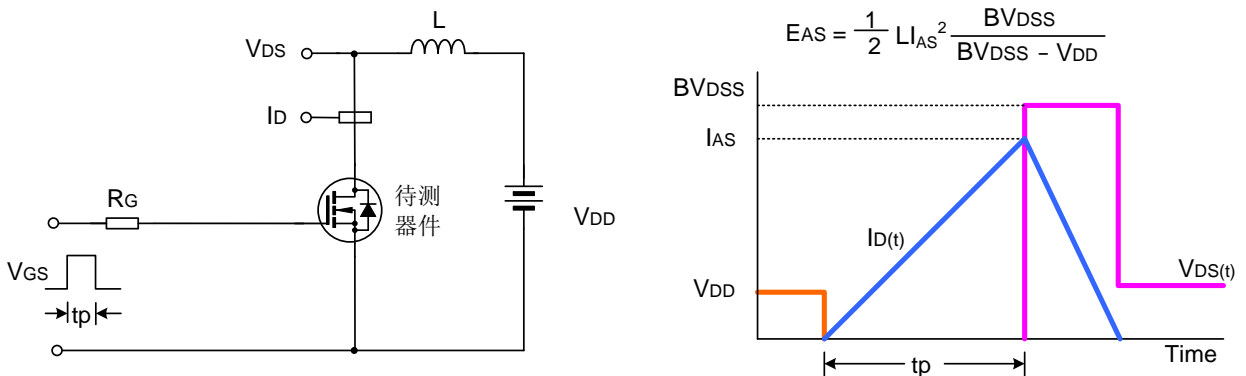 VDS
L
ID
RG
待测
器件
VDD
VGS
tp
EAS = 1/2 LIAS² BVDSS/(BVDSS – VDD)
BVDSS
IAS
ID(t)
VDD
VDS(t)
tp
Time